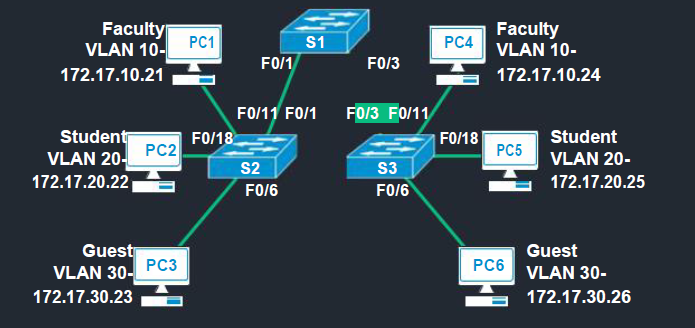 Faculty
VLAN 10-
172.17.10.21
PC1
S1
F0/1
F0/3
PC4
Faculty
VLAN 10-
172.17.10.24
F0/11 F0/1
F0/3 F0/11
Student
VLAN 20-
172.17.20.22
PC2
F0/18
S2
F0/6
S3
F0/6
F0/18
PC5
Student
VLAN 20-
172.17.20.25
Guest
VLAN 30-
172.17.30.23
PC3
PC6
Guest
VLAN 30-
172.17.30.26